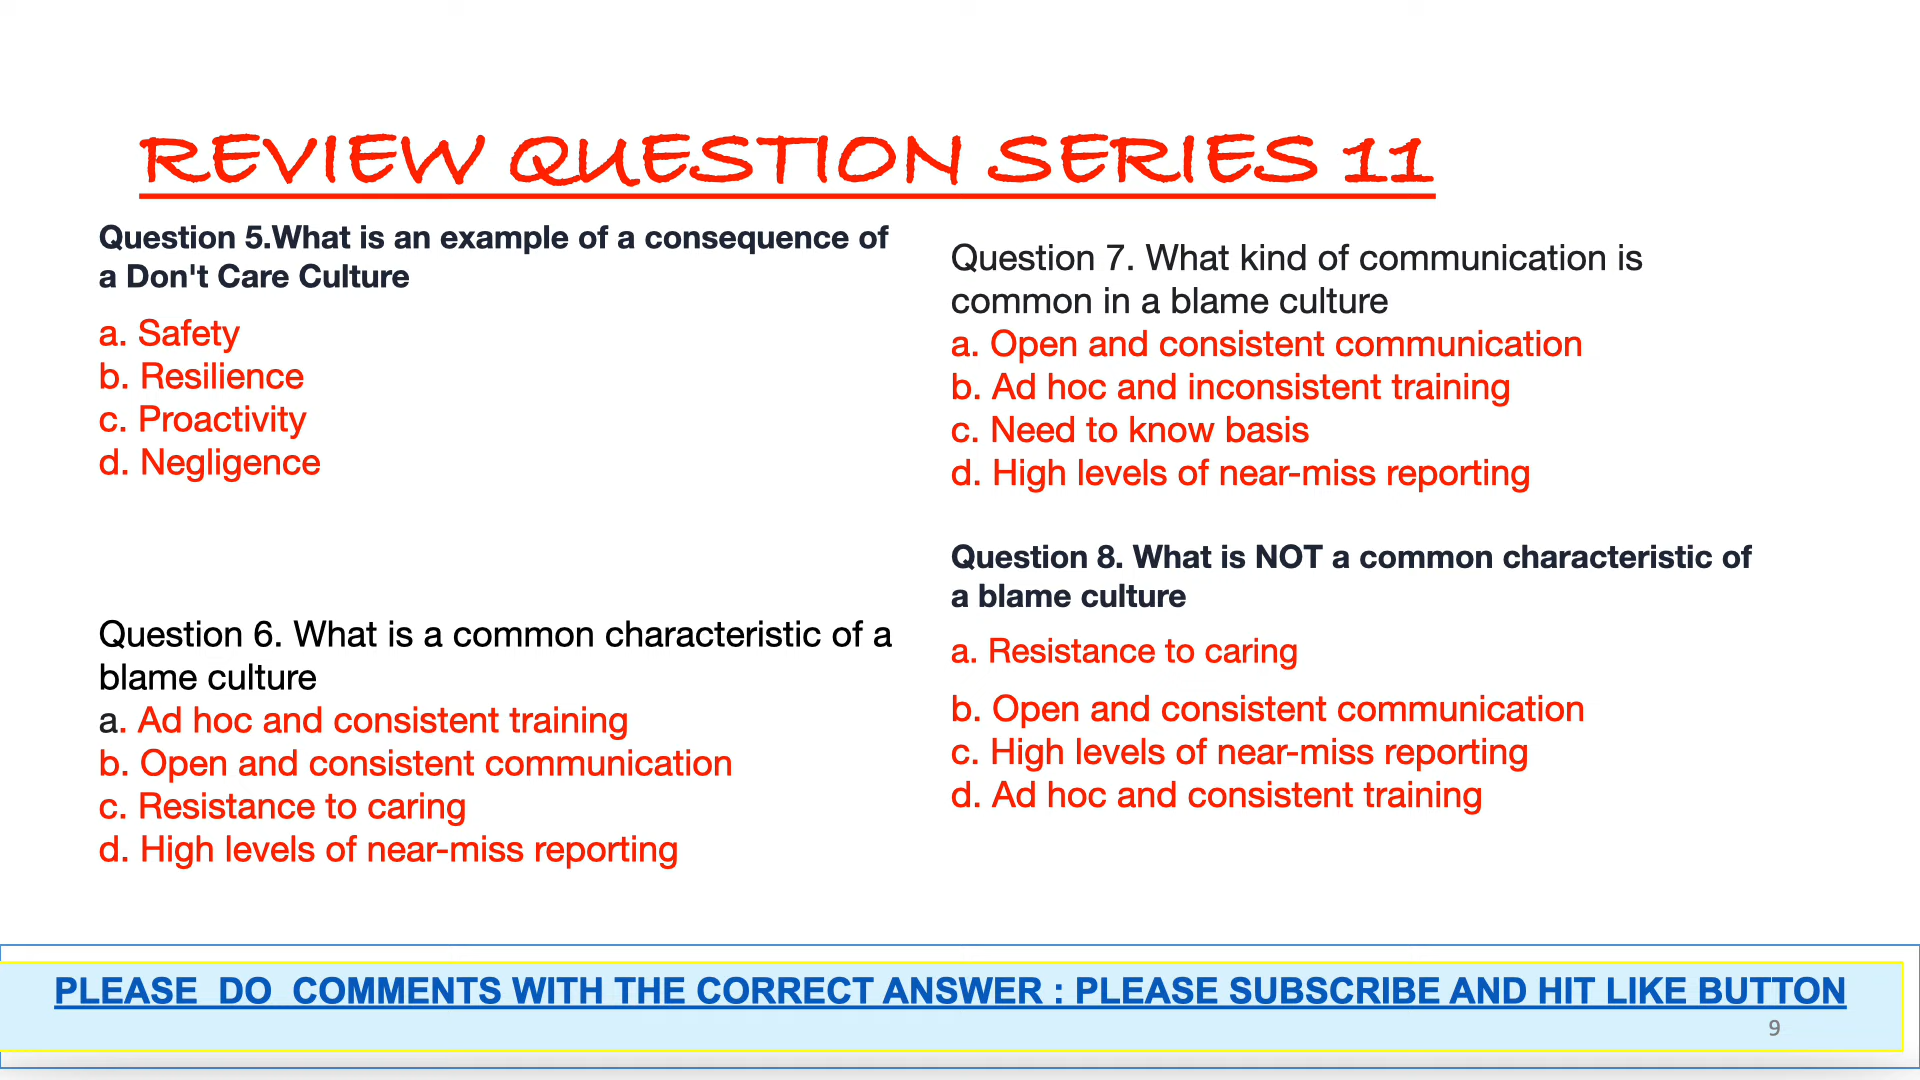 REVIEW QUESTION SERIES 11
Question 5.What is an example of a consequence of
a Don't Care Culture
a. Safety
b. Resilience
c. Proactivity
d. Negligence
Question 6. What is a common characteristic of a
blame culture
a. Ad hoc and consistent training
b. Open and consistent communication
c. Resistance to caring
d. High levels of near-miss reporting
Question 7. What kind of communication is
common in a blame culture
a. Open and consistent communication
b. Ad hoc and inconsistent training
c. Need to know basis
d. High levels of near-miss reporting
Question 8. What is NOT a common characteristic of
a blame culture
a. Resistance to caring
b. Open and consistent communication
c. High levels of near-miss reporting
d. Ad hoc and consistent training
PLEASE DO COMMENTS WITH THE CORRECT ANSWER : PLEASE SUBSCRIBE AND HIT LIKE BUTTON
9